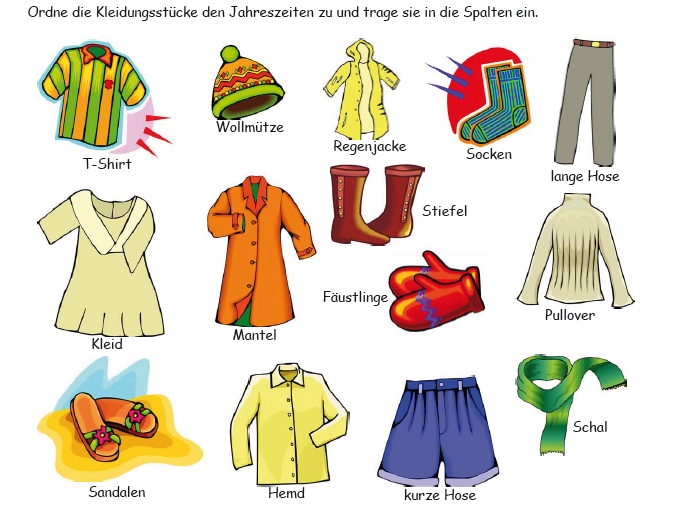 Ordne die Kleidungsstücke den Jahreszeiten zu und trage sie in die Spalten ein.
T-Shirt
Wollmütze
Regenjacke
Socken
lange Hose
Kleid
Mantel
Stiefel
Fäustlinge
Pullover
Sandalen
Hemd
kurze Hose
Schal